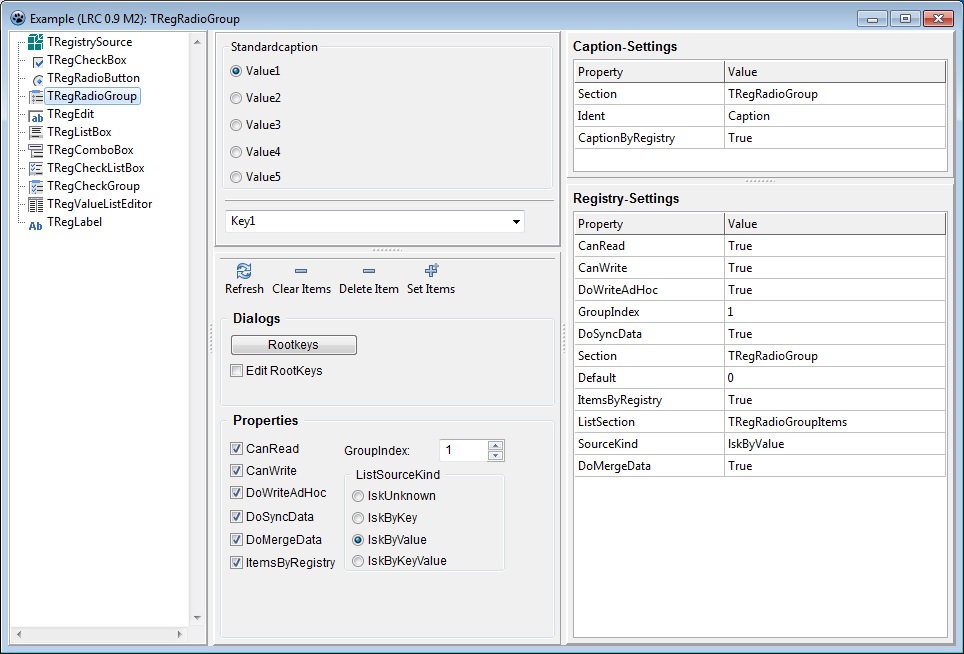 Example (LRC 0.9 M2): TRegRadioGroup
TRegistrySource
TRegCheckBox
TRegRadioButton
TRegRadioGroup
TRegEdit
TRegListBox
TRegComboBox
TRegCheckListBox
TRegCheckGroup
TRegValueListEditor
TRegLabel
Standardcaption
Value1
Value2
Value3
Value4
Value5
Key1
Refresh Clear Items Delete Item Set Items
Dialogs
Rootkeys
Edit RootKeys
Properties
CanRead
CanWrite
DoWriteAdHoc
DoSyncData
DoMergeData
ItemsByRegistry
GroupIndex: 1
ListSourceKind
lskUnknown
lskByKey
lskByValue
lskByKeyValue
Caption-Settings
Property Value
Section TRegRadioGroup
Ident Caption
CaptionByRegistry True
Registry-Settings
Property Value
CanRead True
CanWrite True
DoWriteAdHoc True
GroupIndex 1
DoSyncData True
Section TRegRadioGroup
Default 0
ItemsByRegistry True
ListSection TRegRadioGroupItems
SourceKind lskByValue
DoMergeData True